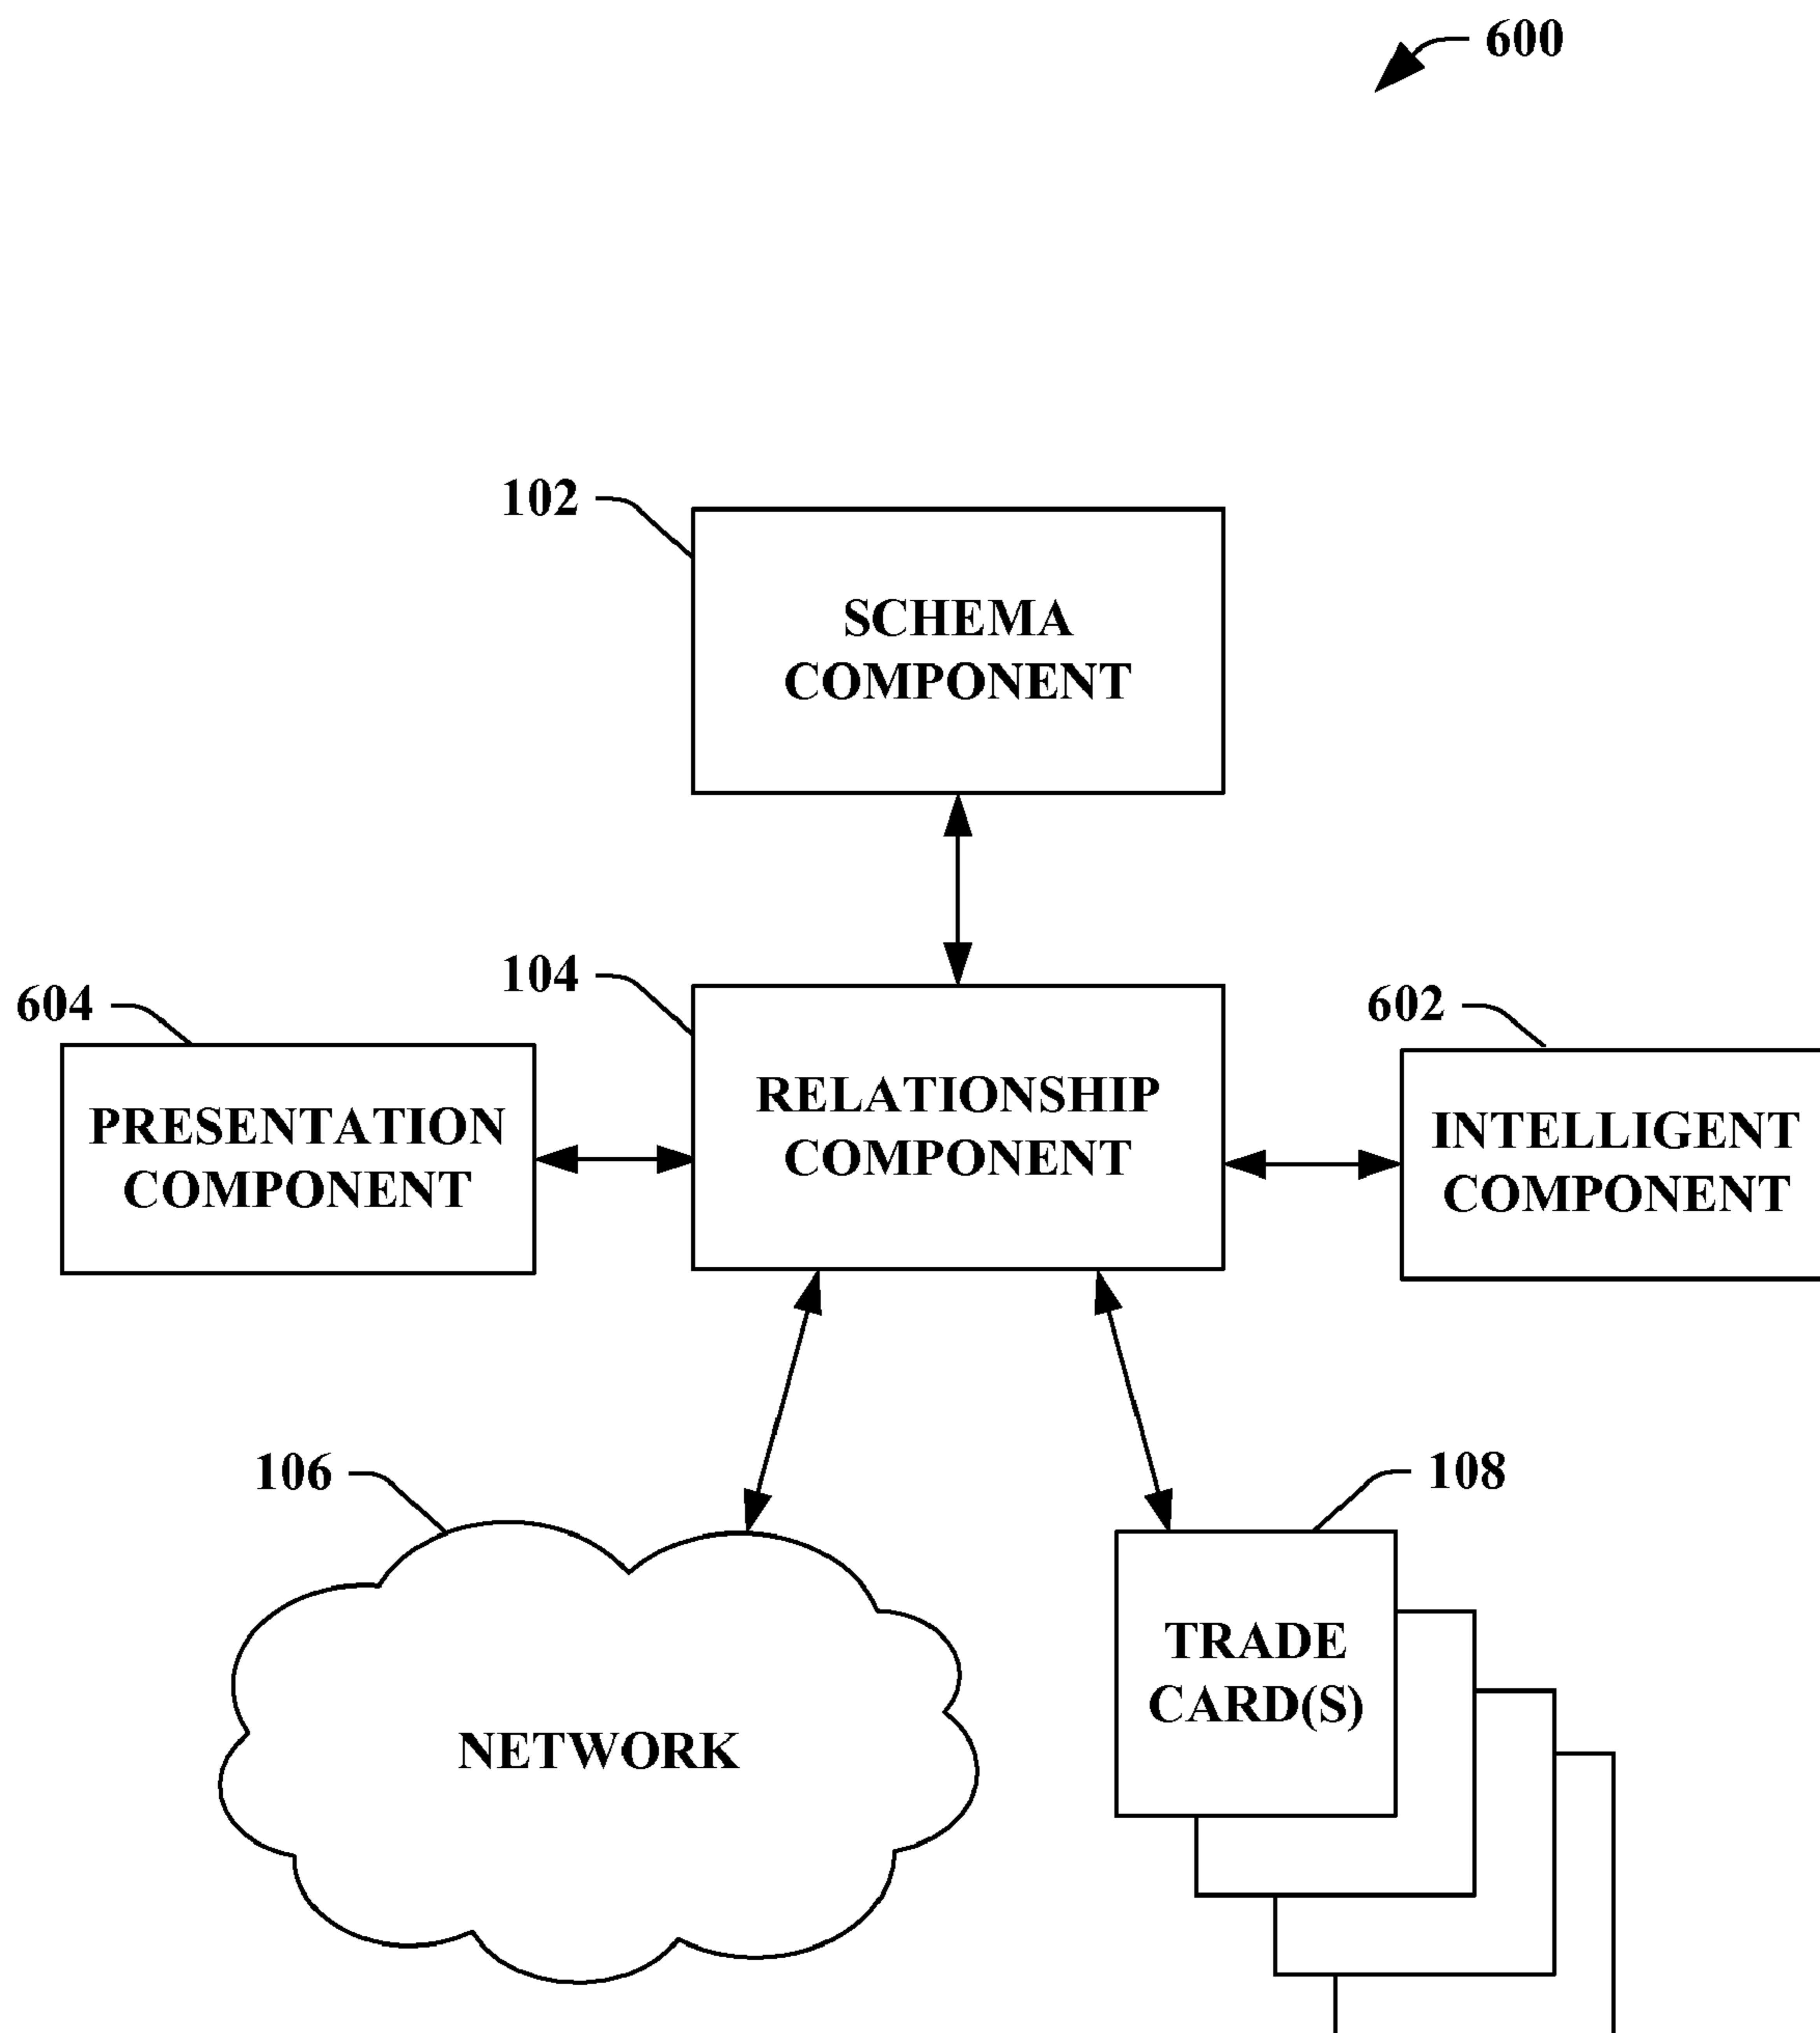 600
102
SCHEMA
COMPONENT
104
604
602
RELATIONSHIP
COMPONENT
PRESENTATION
COMPONENT
INTELLIGENT
COMPONENT
106
108
TRADE
CARD(S)
NETWORK